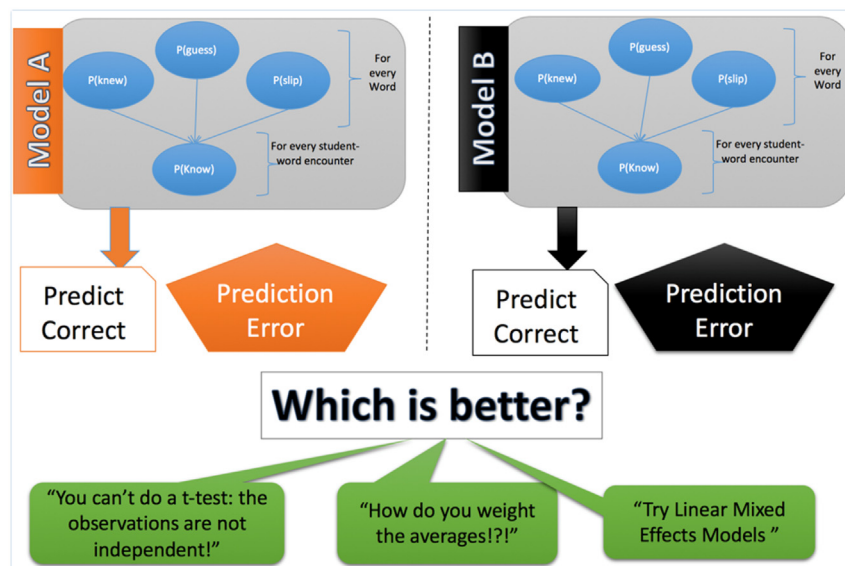 Model A
P(guess)
P(knew)
P(slip)
For
every
Word
P(Know)
For every student-
word encounter
Predict
Correct
Prediction
Error
Model B
P(guess)
P(knew)
P(slip)
For
every
Word
P(Know)
For every student-
word encounter
Predict
Correct
Prediction
Error
Which is better?
“You can’t do a t-test: the
observations are not
independent!”
“How do you weight
the averages!?!”
“Try Linear Mixed
Effects Models ”